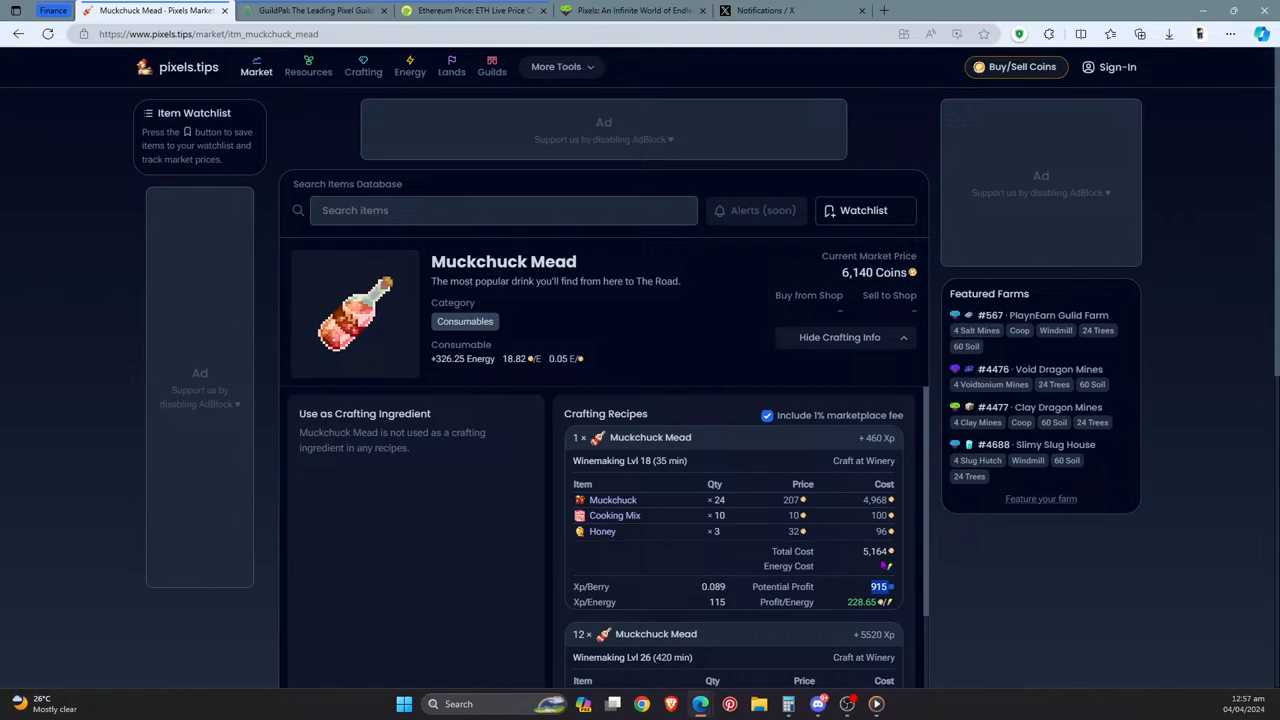 Finance
Muckchuck Mead · Pixels Market
GuildPal: The Leading Pixel Guild
Ethereum Price: ETH Live Price C
Pixels: An Infinite World of Endle
Notifications / X
https://www.pixels.tips/market/itm_muckchuck_mead
pixels.tips
Market
Resources
Crafting
Energy
Lands
Guilds
More Tools
Buy/Sell Coins
Sign-In
Item Watchlist
Press the button to save
items to your watchlist and
track market prices.
Ad
Support us by disabling AdBlock ♥
Ad
Support us by disabling AdBlock ♥
Ad
Support us by
disabling AdBlock ♥
Search Items Database
Search items
Alerts (soon)
Watchlist
Muckchuck Mead
The most popular drink you'll find from here to The Road.
Category
Consumables
Consumable
+326.25 Energy 18.82 /E 0.05 E/
Current Market Price
6,140 Coins
Buy from Shop Sell to Shop
– –
Hide Crafting Info
Use as Crafting Ingredient
Muckchuck Mead is not used as a crafting
ingredient in any recipes.
Crafting Recipes
Include 1% marketplace fee
1 × Muckchuck Mead + 460 Xp
Winemaking Lvl 18 (35 min) Craft at Winery
Item Qty Price Cost
Muckchuck × 24 207 4,968
Cooking Mix × 10 10 100
Honey × 3 32 96
Total Cost 5,164
Energy Cost
Xp/Berry 0.089 Potential Profit 915
Xp/Energy 115 Profit/Energy 228.65
12 × Muckchuck Mead + 5520 Xp
Winemaking Lvl 26 (420 min) Craft at Winery
Item Qty Price Cost
Featured Farms
#567 · PlaynEarn Guild Farm
4 Salt Mines Coop Windmill 24 Trees
60 Soil
#4476 · Void Dragon Mines
4 Voidtonium Mines 24 Trees 60 Soil
#4477 · Clay Dragon Mines
4 Clay Mines Coop 60 Soil 24 Trees
#4688 · Slimy Slug House
4 Slug Hutch Windmill 60 Soil
24 Trees
Feature your farm
26°C
Mostly clear
Search
12:57 am
04/04/2024